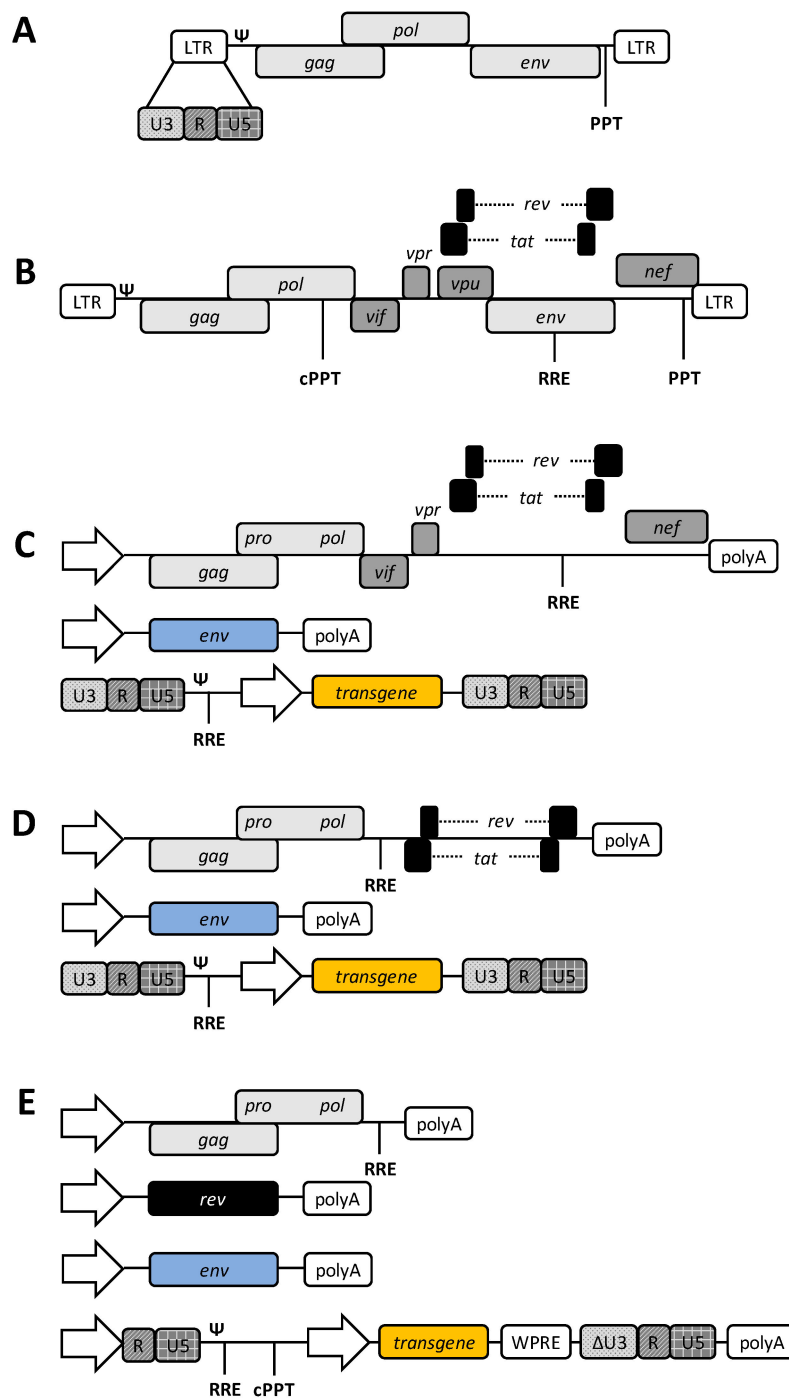 A
LTR Ψ gag pol env LTR
U3 R U5
PPT
rev
tat
B
LTR Ψ gag pol vif vpr vpu env nef LTR
cPPT RRE PPT
rev
tat
C
gag pro pol vif vpr nef polyA
RRE
env polyA
U3 R U5 Ψ transgene U3 R U5
RRE
D
gag pro pol rev polyA
tat
RRE
env polyA
U3 R U5 Ψ transgene U3 R U5
RRE
E
gag pro pol polyA
RRE
rev polyA
env polyA
R U5 Ψ transgene WPRE ΔU3 R U5 polyA
RRE cPPT